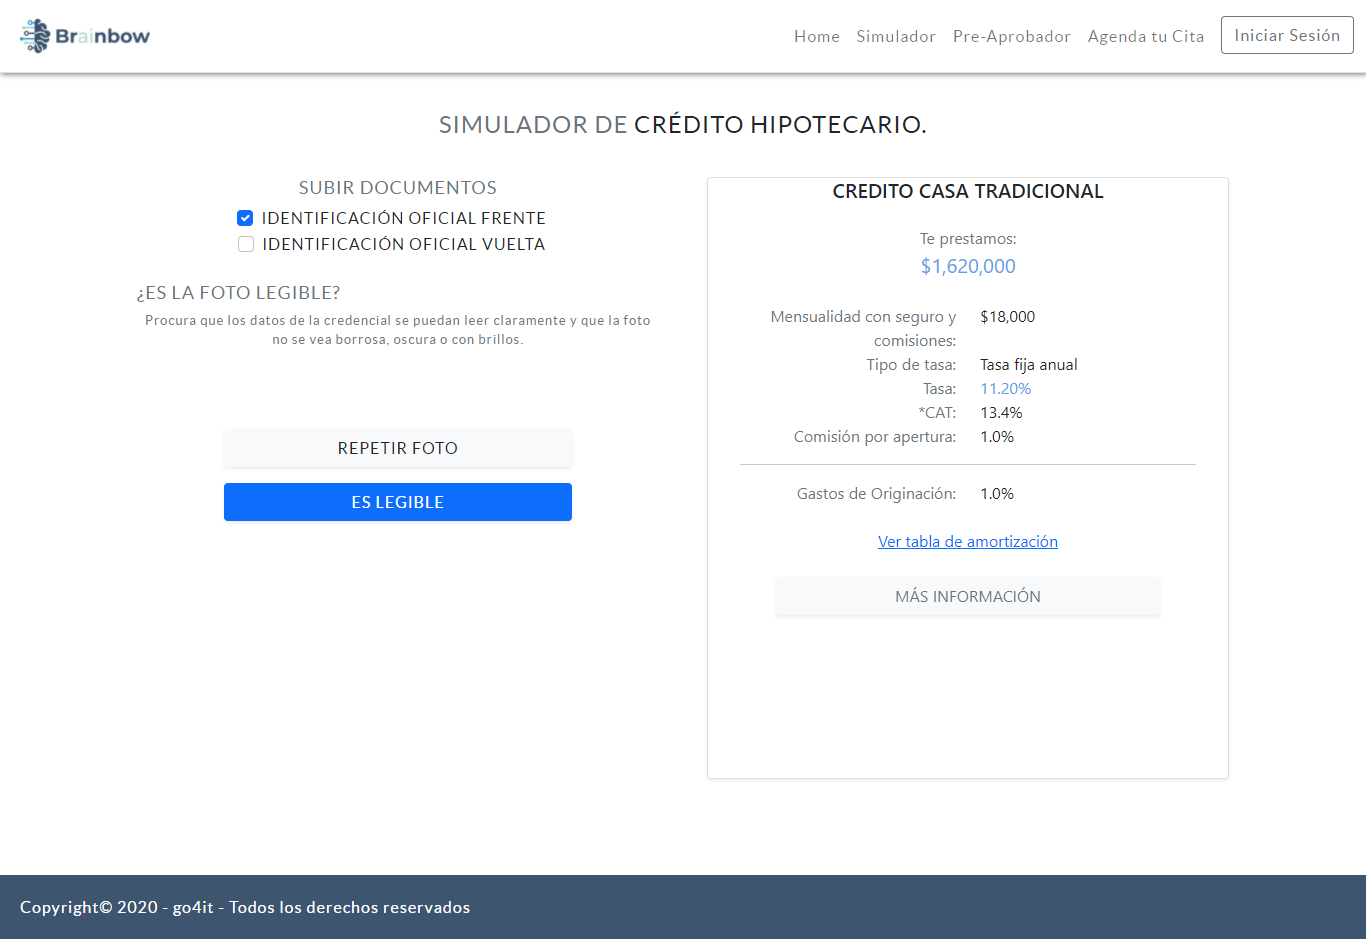 Brainbow
Home Simulador Pre-Aprobador Agenda tu Cita Iniciar Sesión
SIMULADOR DE CRÉDITO HIPOTECARIO.
SUBIR DOCUMENTOS
IDENTIFICACIÓN OFICIAL FRENTE
IDENTIFICACIÓN OFICIAL VUELTA
¿ES LA FOTO LEGIBLE?
Procura que los datos de la credencial se puedan leer claramente y que la foto
no se vea borrosa, oscura o con brillos.
REPETIR FOTO
ES LEGIBLE
CREDITO CASA TRADICIONAL
Te prestamos:
$1,620,000
Mensualidad con seguro y $18,000
comisiones:
Tipo de tasa: Tasa fija anual
Tasa: 11.20%
*CAT: 13.4%
Comisión por apertura: 1.0%
Gastos de Originación: 1.0%
Ver tabla de amortización
MÁS INFORMACIÓN
Copyright© 2020 - go4it - Todos los derechos reservados